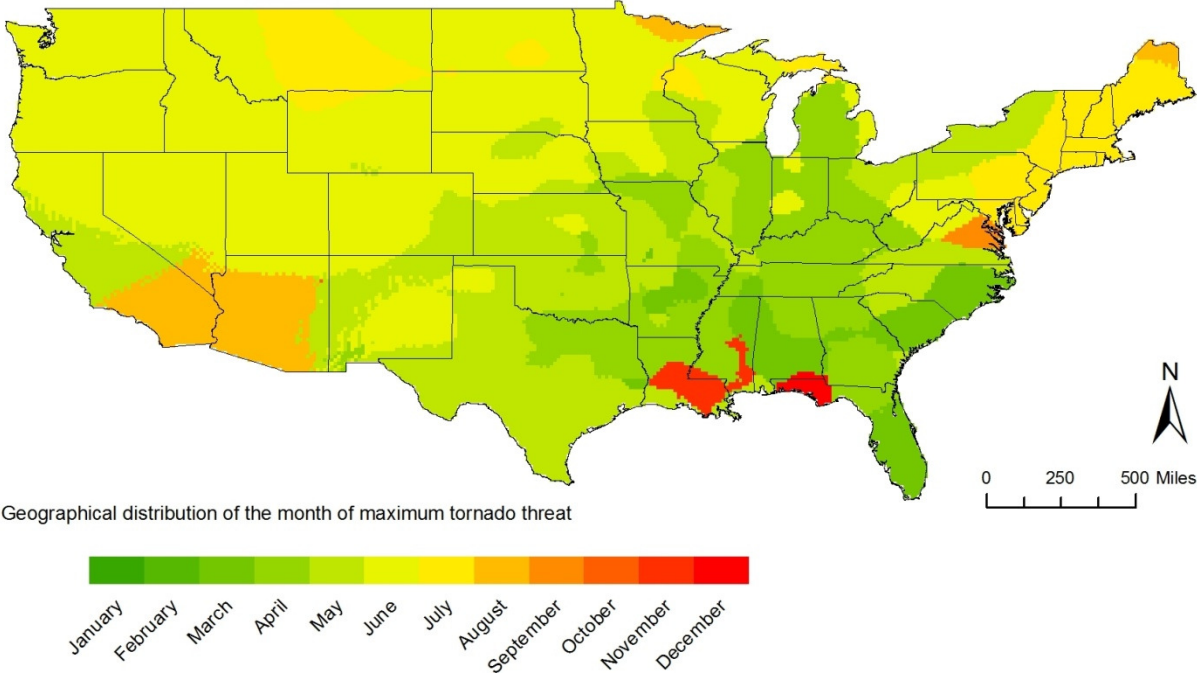 N
0 250 500 Miles
Geographical distribution of the month of maximum tornado threat
January
February
March
April
May
June
July
August
September
October
November
December